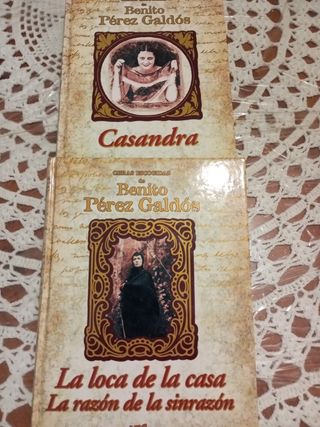 de
Benito
Pérez Galdós
Casandra
OBRAS ESCOGIDAS
de
Benito
Pérez Galdós
La loca de la casa
La razón de la sinrazón